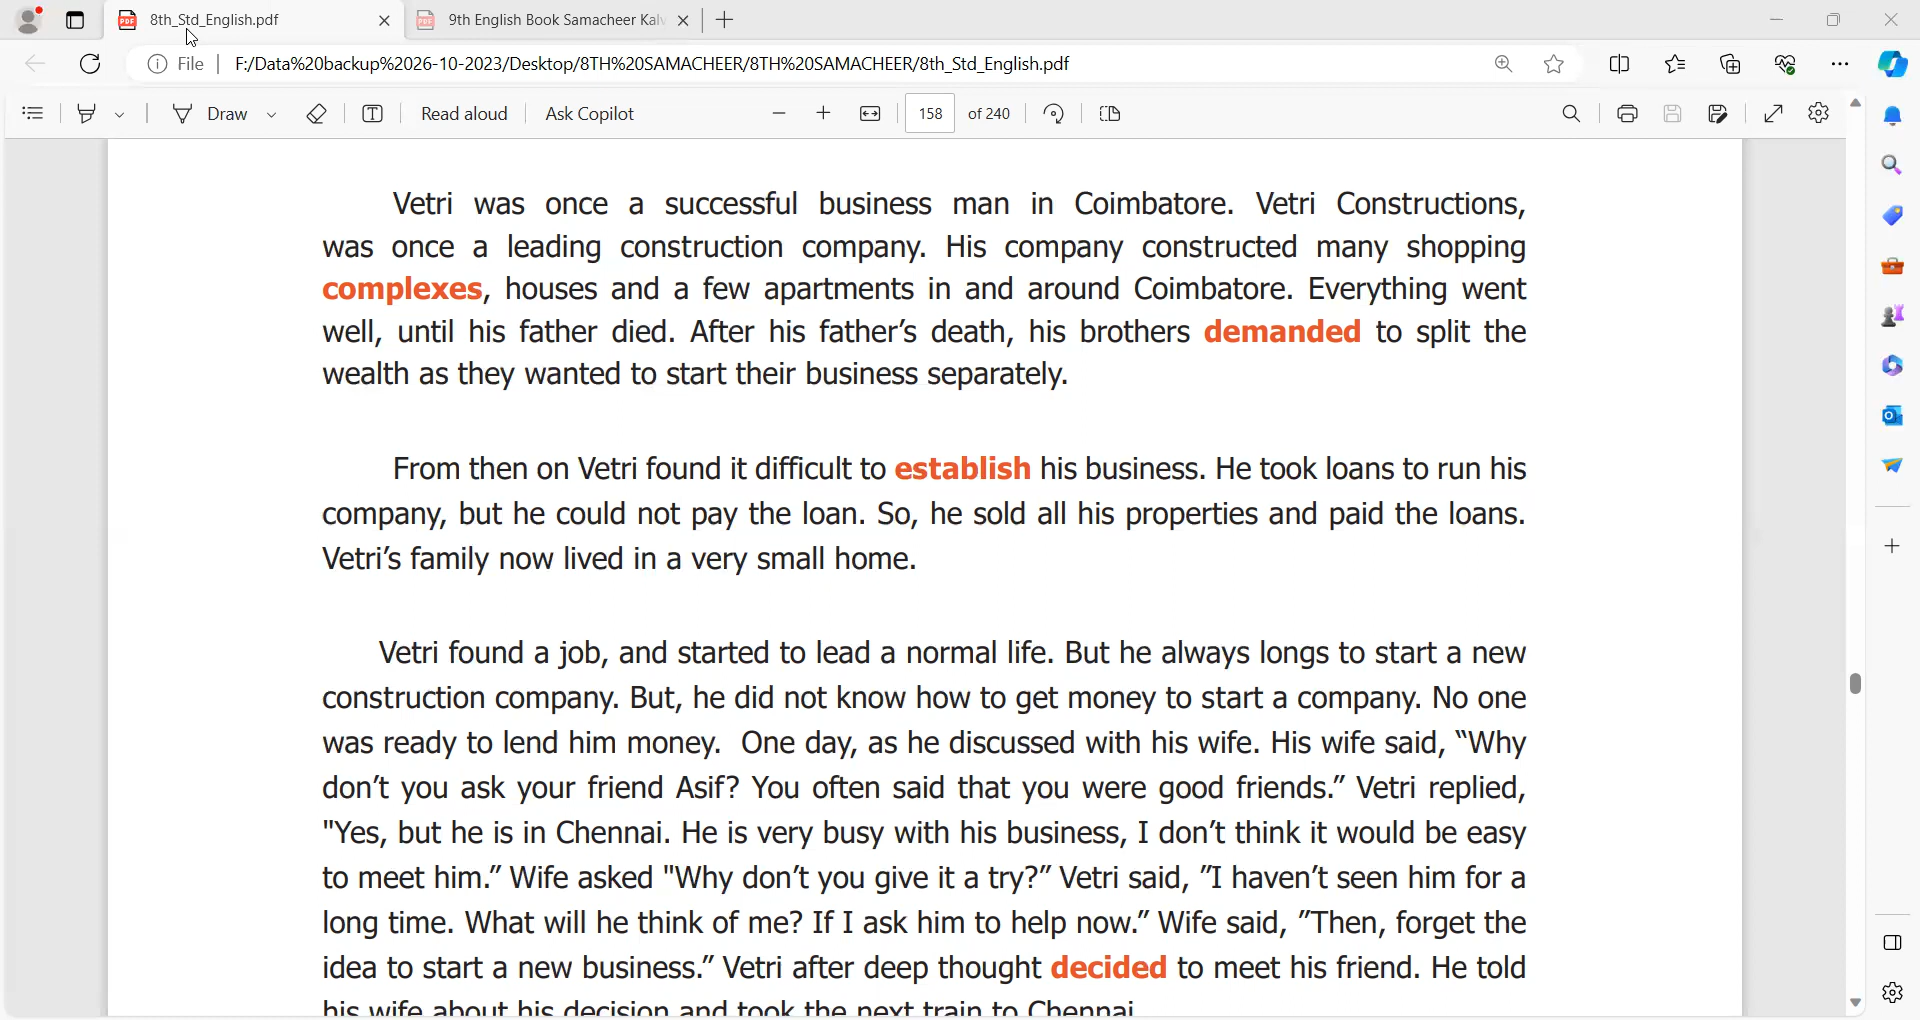 8th_Std_English.pdf
9th English Book Samacheer Kalv
File
F:/Data%20backup%2026-10-2023/Desktop/8TH%20SAMACHEER/8TH%20SAMACHEER/8th_Std_English.pdf
Draw
Read aloud
Ask Copilot
158
of 240
Vetri was once a successful business man in Coimbatore. Vetri Constructions,
was once a leading construction company. His company constructed many shopping
complexes, houses and a few apartments in and around Coimbatore. Everything went
well, until his father died. After his father’s death, his brothers demanded to split the
wealth as they wanted to start their business separately.
From then on Vetri found it difficult to establish his business. He took loans to run his
company, but he could not pay the loan. So, he sold all his properties and paid the loans.
Vetri’s family now lived in a very small home.
Vetri found a job, and started to lead a normal life. But he always longs to start a new
construction company. But, he did not know how to get money to start a company. No one
was ready to lend him money. One day, as he discussed with his wife. His wife said, “Why
don’t you ask your friend Asif? You often said that you were good friends.” Vetri replied,
"Yes, but he is in Chennai. He is very busy with his business, I don’t think it would be easy
to meet him.” Wife asked "Why don’t you give it a try?” Vetri said, ”I haven’t seen him for a
long time. What will he think of me? If I ask him to help now.” Wife said, ”Then, forget the
idea to start a new business.” Vetri after deep thought decided to meet his friend. He told
his wife about his decision and took the next train to Chennai.